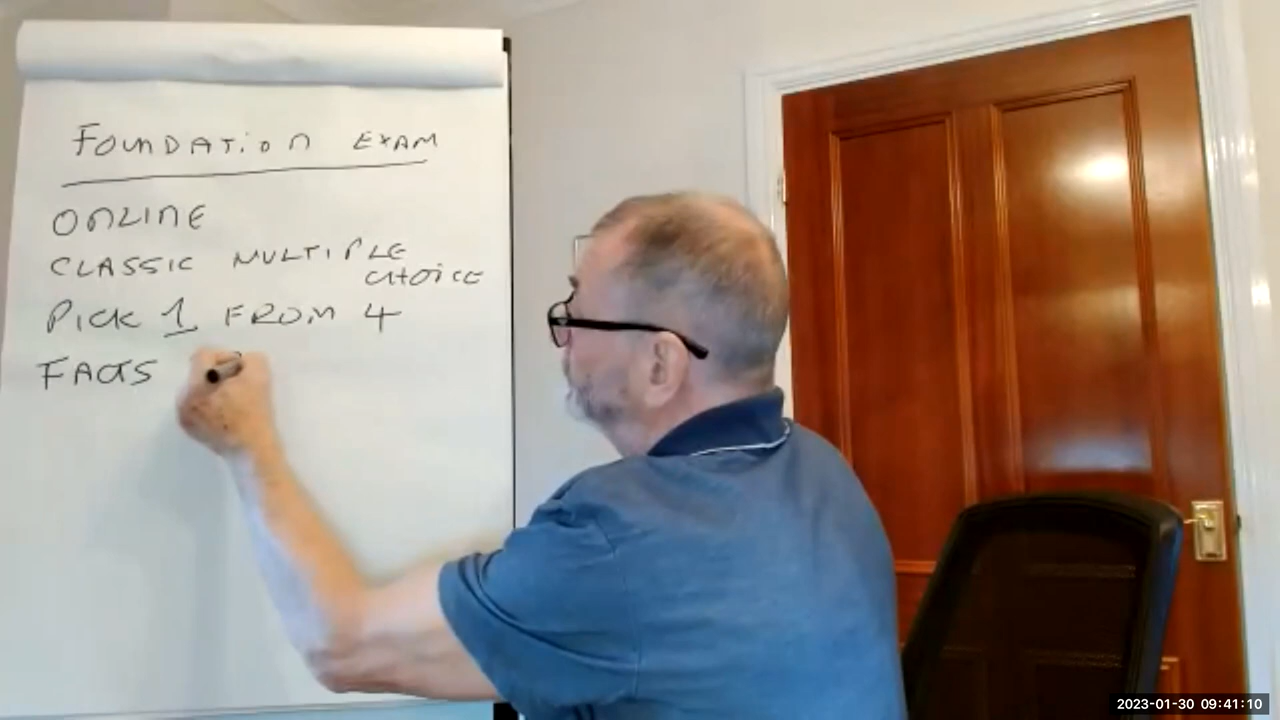 FOUNDATiON EXAM
ONLINE
CLASSIC MULTIPLE
CHOICE
PICK 1 FROM 4
FACTS
2023-01-30 09:41:10